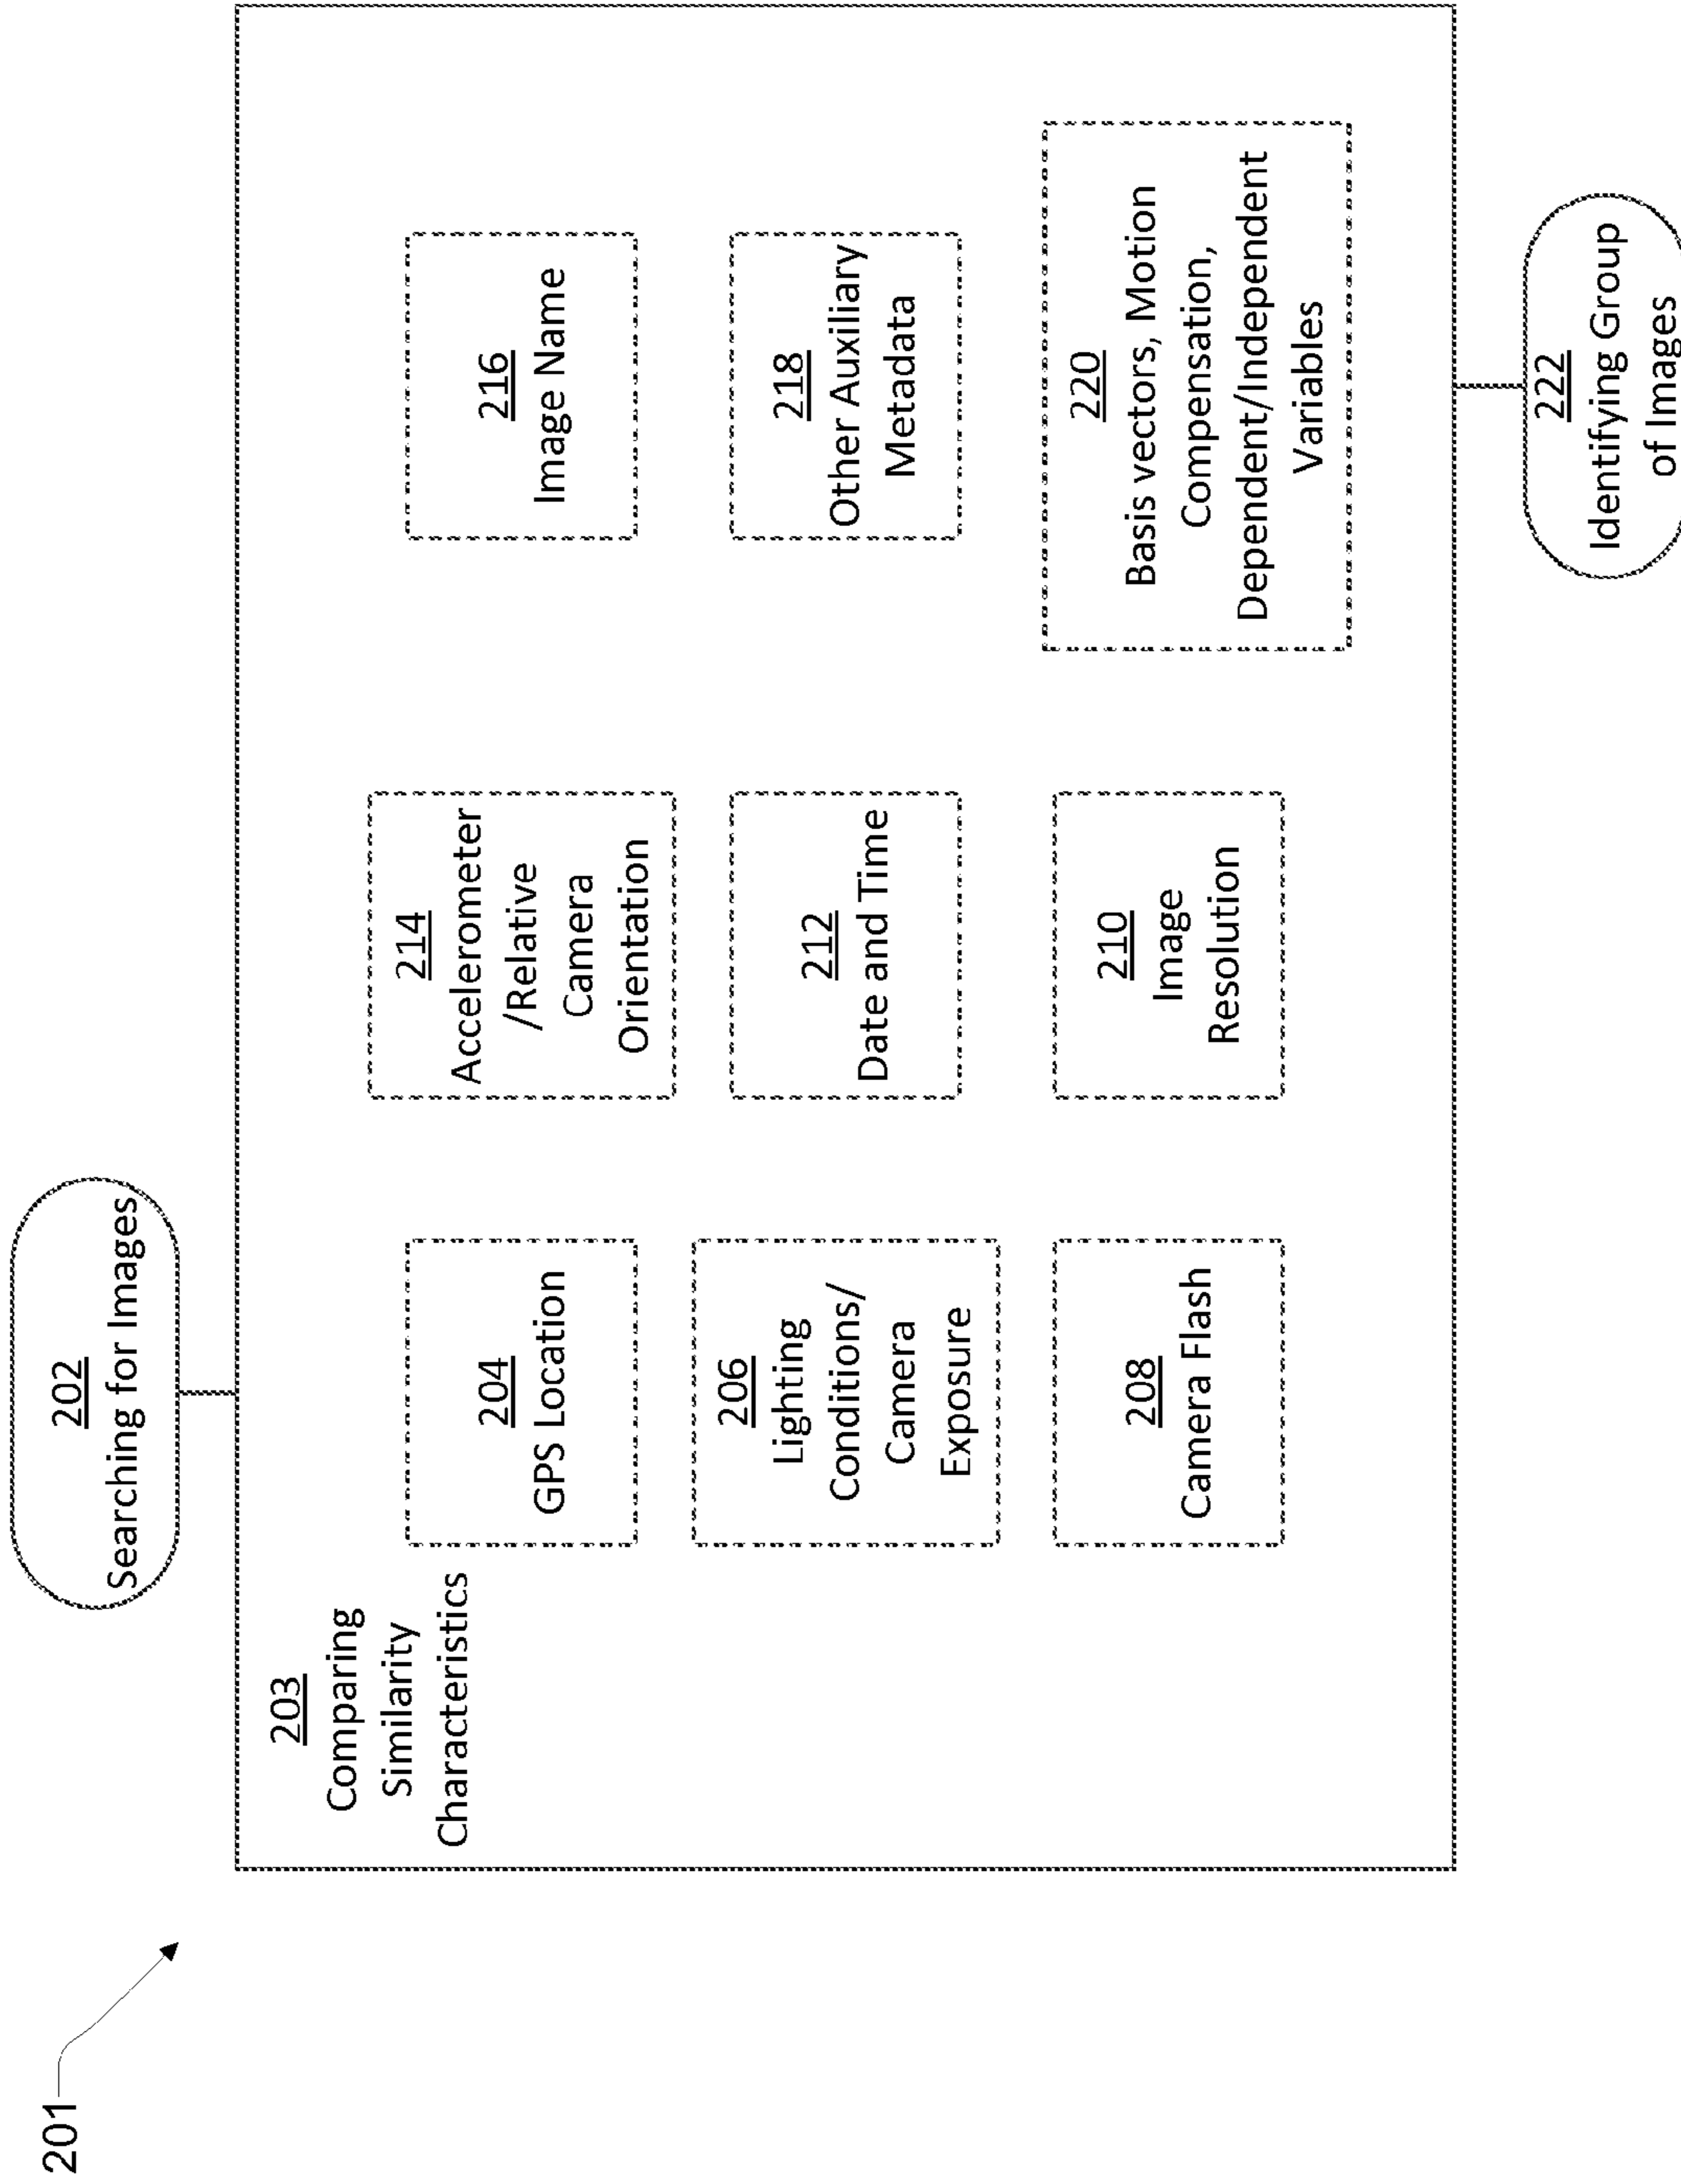 201
202
Searching for Images
203
Comparing
Similarity
Characteristics
204
GPS Location
206
Lighting
Conditions/
Camera
Exposure
208
Camera Flash
214
Accelerometer
/Relative
Camera
Orientation
212
Date and Time
210
Image
Resolution
216
Image Name
218
Other Auxiliary
Metadata
220
Basis vectors, Motion
Compensation,
Dependent/Independent
Variables
222
Identifying Group
of Images